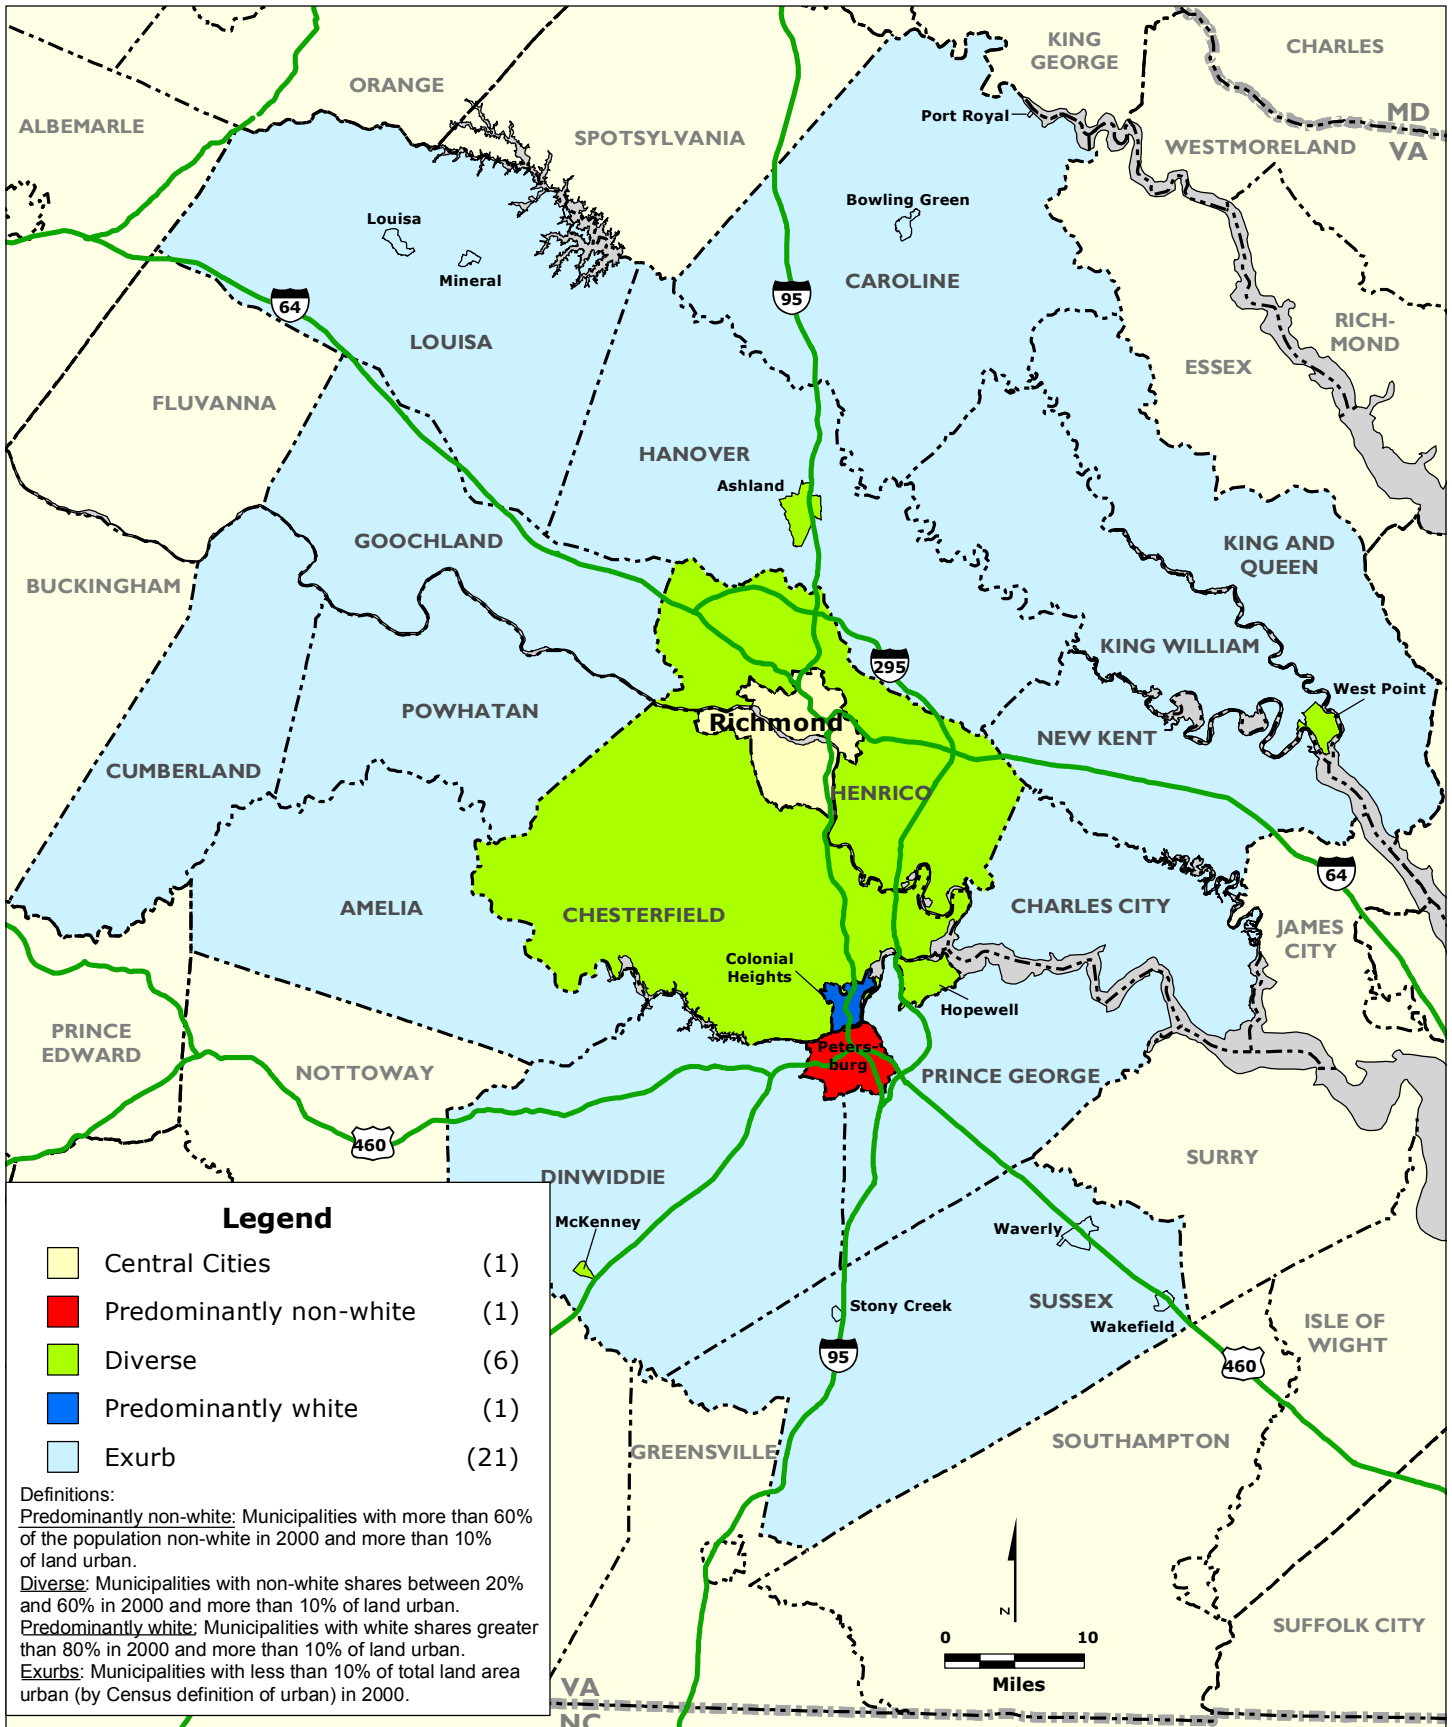 KING
GEORGE
CHARLES
ORANGE
MD
VA
ALBEMARLE
Port Royal
SPOTSYLVANIA
WESTMORELAND
Louisa
Bowling Green
Mineral
CAROLINE
64
95
RICH-
MOND
LOUISA
ESSEX
FLUVANNA
HANOVER
Ashland
GOOCHLAND
KING AND
QUEEN
BUCKINGHAM
KING WILLIAM
295
West Point
POWHATAN
Richmond
NEW KENT
CUMBERLAND
HENRICO
64
AMELIA
CHESTERFIELD
CHARLES CITY
JAMES
CITY
Colonial
Heights
Hopewell
PRINCE
EDWARD
Peters-
burg
NOTTOWAY
PRINCE GEORGE
460
SURRY
DINWIDDIE
McKenney
Waverly
Stony Creek
SUSSEX
Wakefield
ISLE OF
WIGHT
95
460
GREENSVILLE
SOUTHAMPTON
SUFFOLK CITY
Legend
Central Cities (1)
Predominantly non-white (1)
Diverse (6)
Predominantly white (1)
Exurb (21)
Definitions:
Predominantly non-white: Municipalities with more than 60%
of the population non-white in 2000 and more than 10%
of land urban.
Diverse: Municipalities with non-white shares between 20%
and 60% in 2000 and more than 10% of land urban.
Predominantly white: Municipalities with white shares greater
than 80% in 2000 and more than 10% of land urban.
Exurbs: Municipalities with less than 10% of total land area
urban (by Census definition of urban) in 2000.
N
0 10
Miles
VA
NC